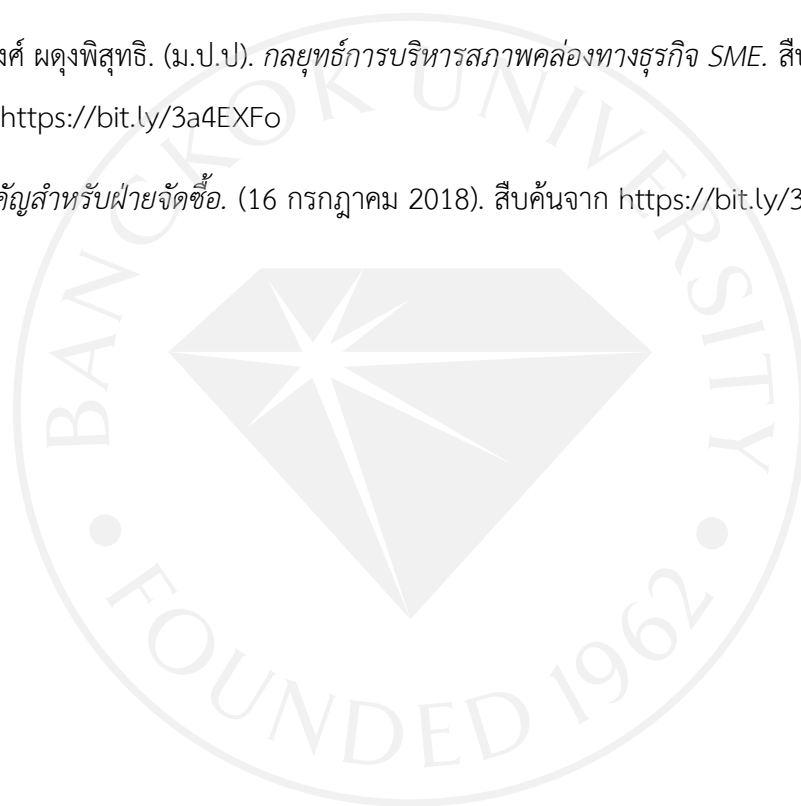 งศ์ ผดุงพิสุทธิ. (ม.ป.ป). กลยุทธ์การบริหารสภาพคล่องทางธุรกิจ SME. สืบ
https://bit.ly/3a4EXFo
คัญสำหรับฝ่ายจัดซื้อ. (16 กรกฎาคม 2018). สืบค้นจาก https://bit.ly/3
BANGKOK UNIVERSITY
FOUNDED 1962